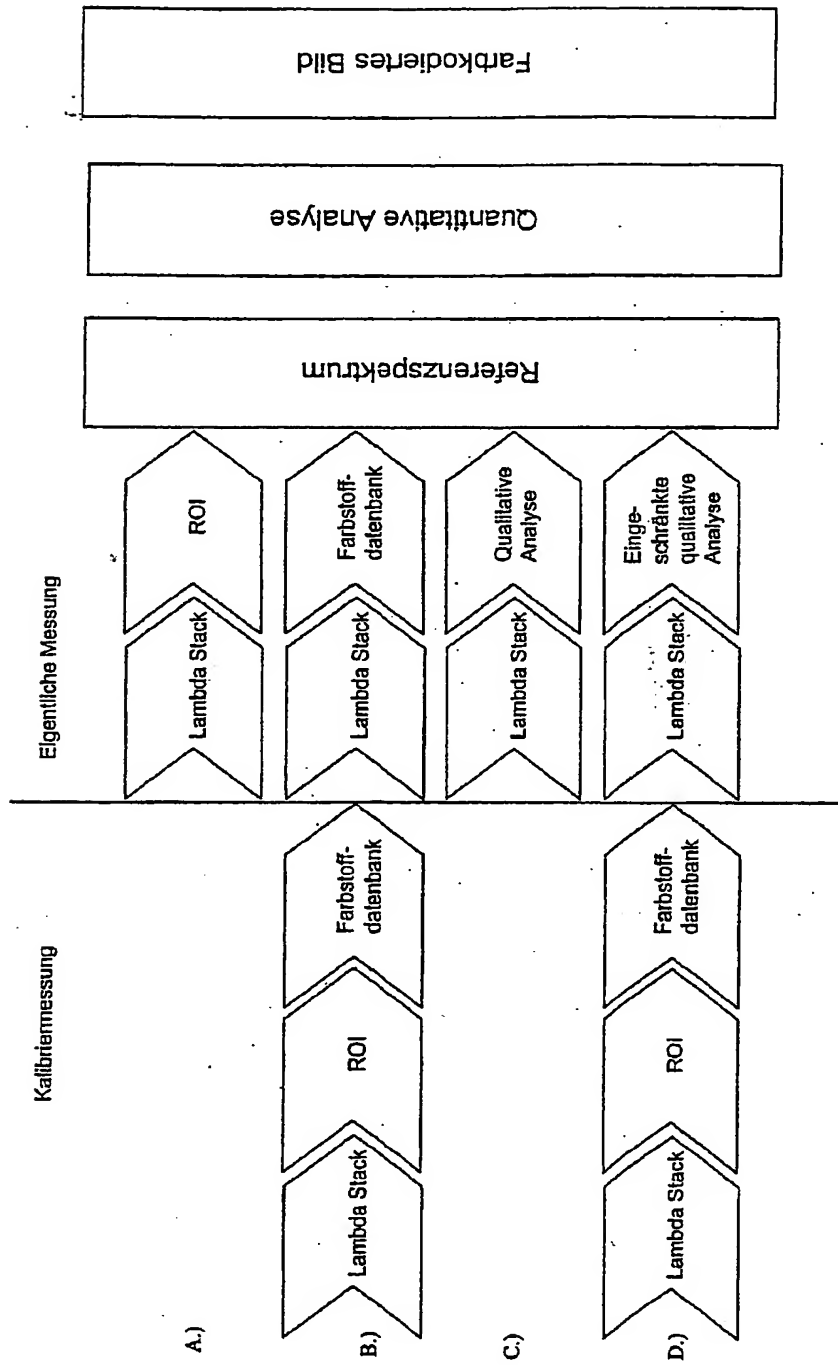 Kalibriermessung
Eigentliche Messung
A.)
Lambda Stack
ROI
B.)
Lambda Stack
ROI
Farbstoff-
datenbank
Lambda Stack
Farbstoff-
datenbank
C.)
Lambda Stack
Qualitative
Analyse
D.)
Lambda Stack
ROI
Farbstoff-
datenbank
Lambda Stack
Einge-
schränkte
qualitative
Analyse
Referenzspektrum
Quantitative Analyse
Farbkodiertes Bild